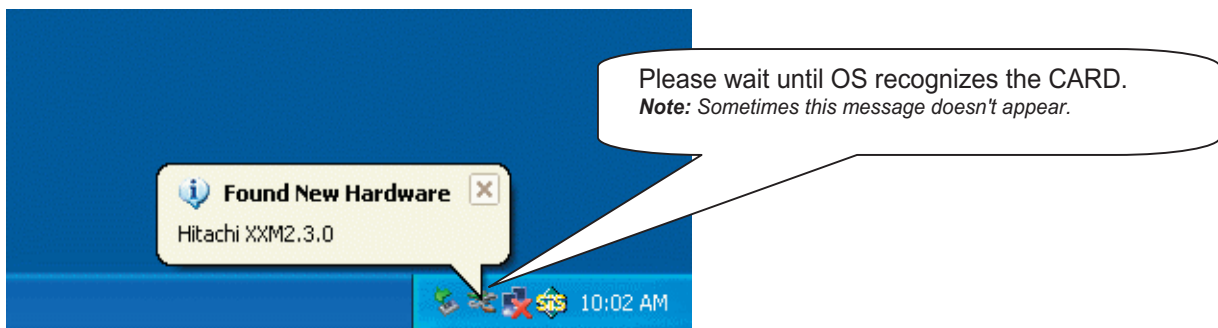 Please wait until OS recognizes the CARD.
Note: Sometimes this message doesn't appear.
Found New Hardware
Hitachi XXM2.3.0
SiS 10:02 AM